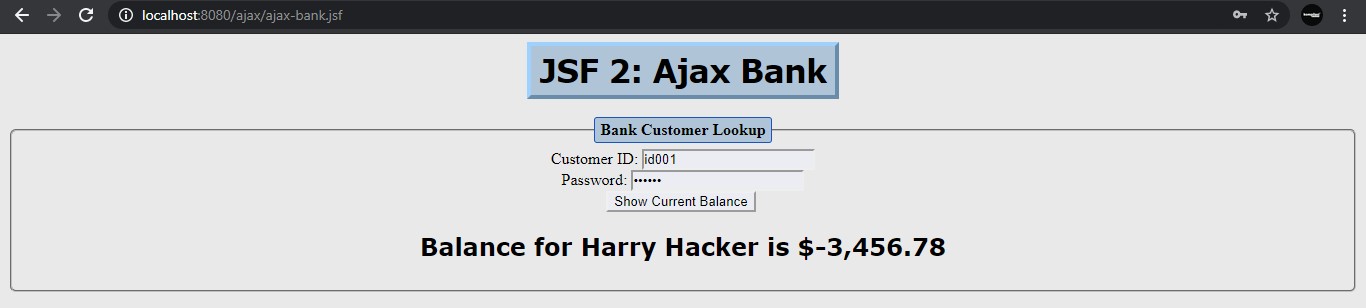 localhost:8080/ajax/ajax-bank.jsf
JSF 2: Ajax Bank
Bank Customer Lookup
Customer ID: id001
Password: ••••••
Show Current Balance
Balance for Harry Hacker is $-3,456.78